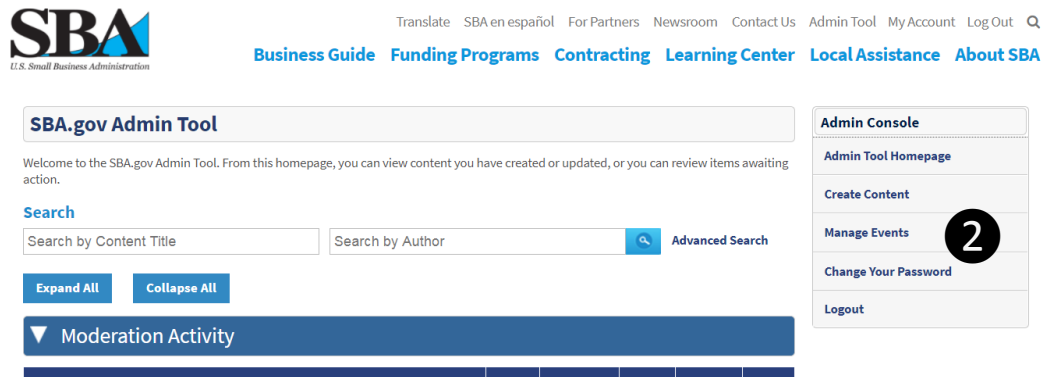 SBA
U.S. Small Business Administration
Translate SBA en español For Partners Newsroom Contact Us Admin Tool My Account Log Out
Business Guide Funding Programs Contracting Learning Center Local Assistance About SBA
SBA.gov Admin Tool
Welcome to the SBA.gov Admin Tool. From this homepage, you can view content you have created or updated, or you can review items awaiting
action.
Search
Search by Content Title Search by Author Advanced Search
Expand All Collapse All
Moderation Activity
Admin Console
Admin Tool Homepage
Create Content
Manage Events 2
Change Your Password
Logout